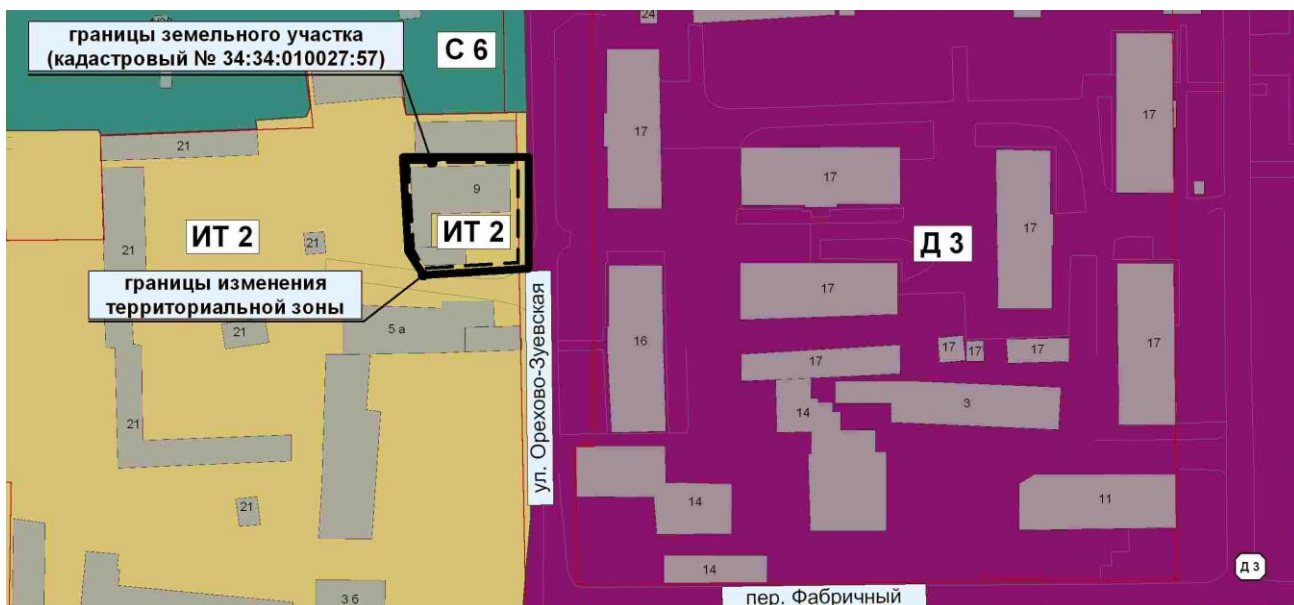 границы земельного участка
(кадастровый № 34:34:010027:57)
С 6
24
17
17
21
17
9
17
21
ИТ 2
21
ИТ 2
Д 3
границы изменения
территориальной зоны
17
ул. Орехово-Зуевская
21
5 а
16
17
17
17
17
17
3
14
21
14
11
21
14
Д 3
3 б
пер. Фабричный